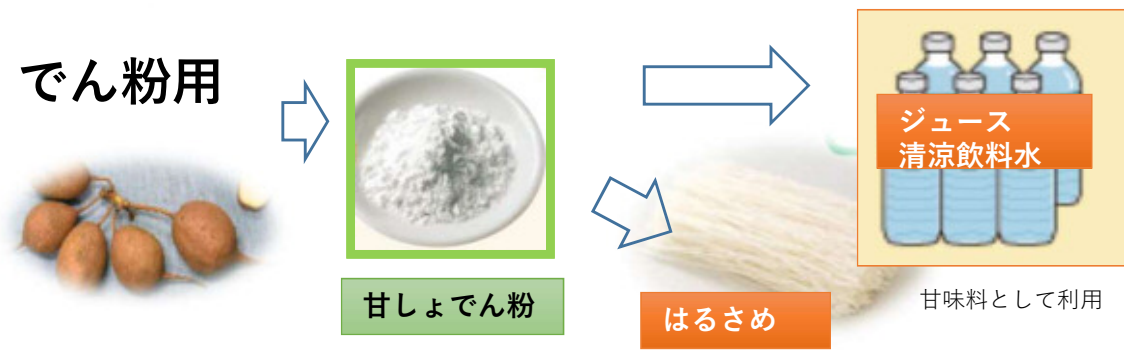 でん粉用
甘しょでん粉
はるさめ
ジュース
清涼飲料水
甘味料として利用